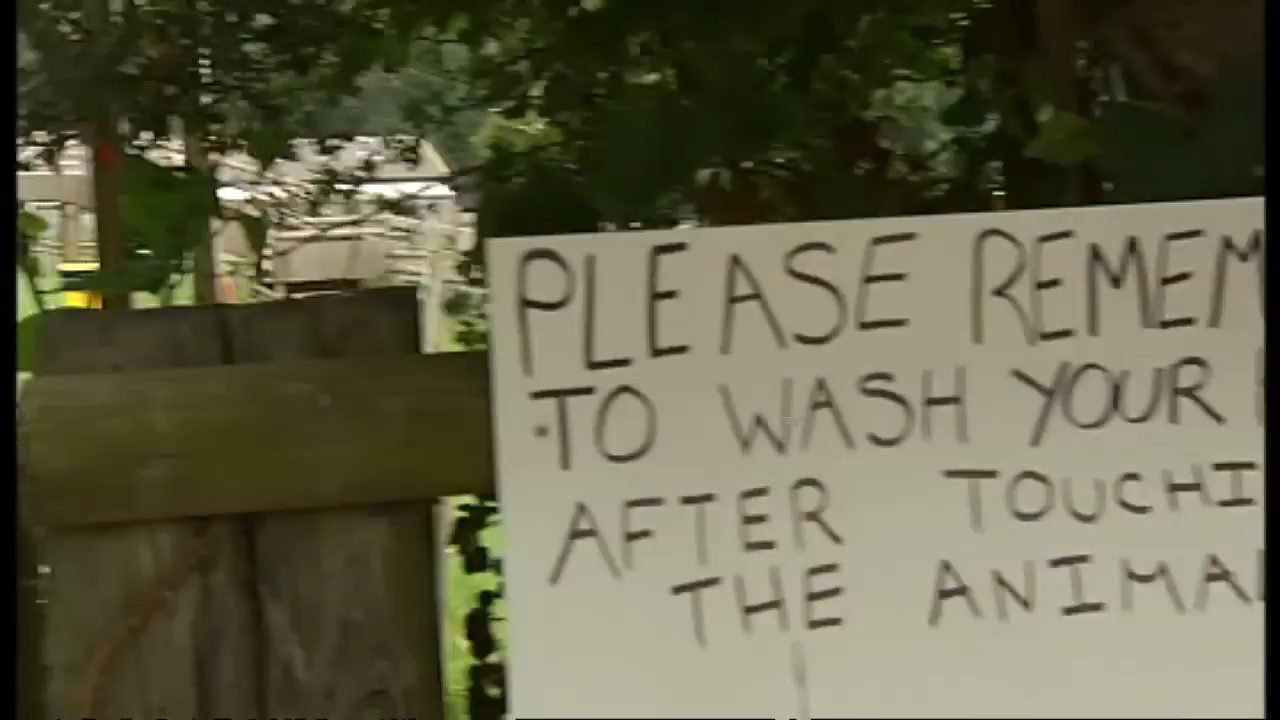 PLEASE REMEM
TO WASH YOUR
AFTER TOUCHI
THE ANIMA